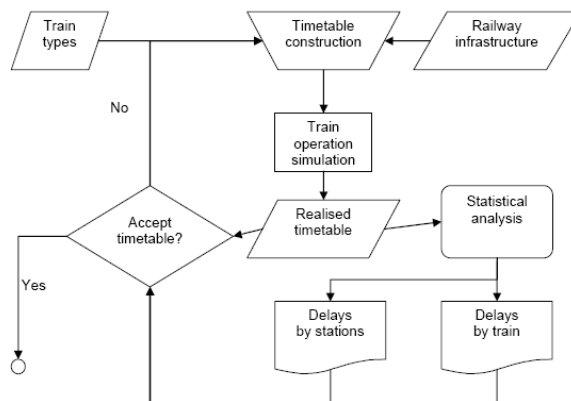 Train
types
Timetable
construction
Railway
infrastructure
No
Train
operation
simulation
Statistical
analysis
Accept
timetable?
Realised
timetable
Yes
Delays
by stations
Delays
by train